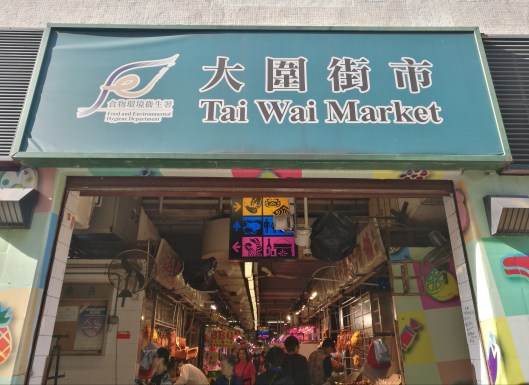 大圍街市
Tai Wai Market
食物環境衞生署
Food and Environmental
Hygiene Department